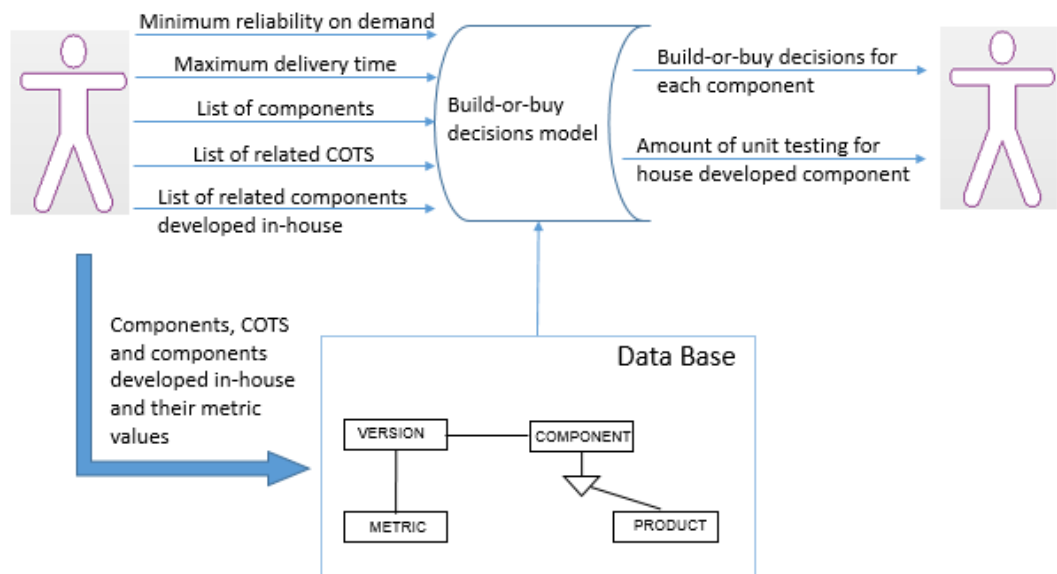 Minimum reliability on demand
Maximum delivery time
List of components
List of related COTS
List of related components
developed in-house
Build-or-buy
decisions model
Build-or-buy decisions for
each component
Amount of unit testing for
house developed component
Components, COTS
and components
developed in-house
and their metric
values
Data Base
VERSION
COMPONENT
METRIC
PRODUCT